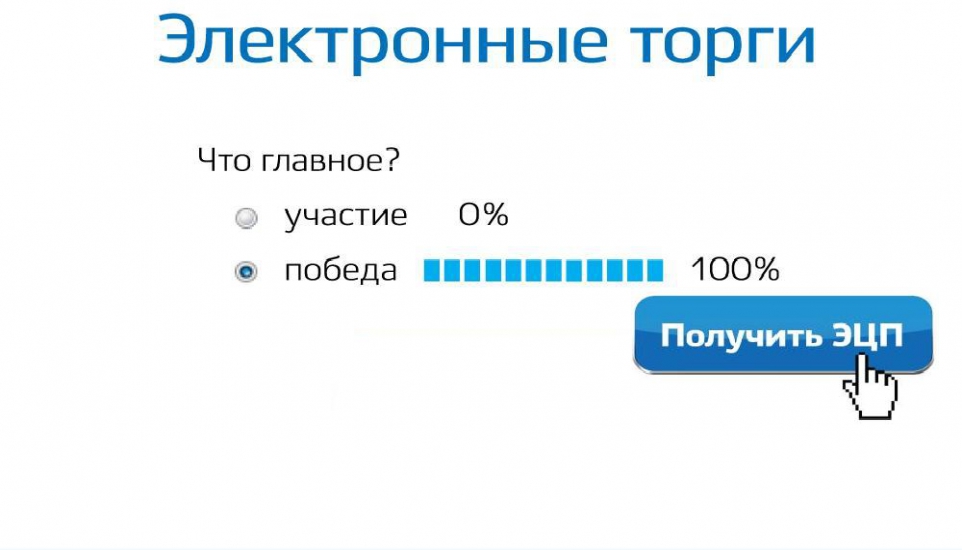 Электронные торги
Что главное?
участие 0%
победа 100%
Получить ЭЦП